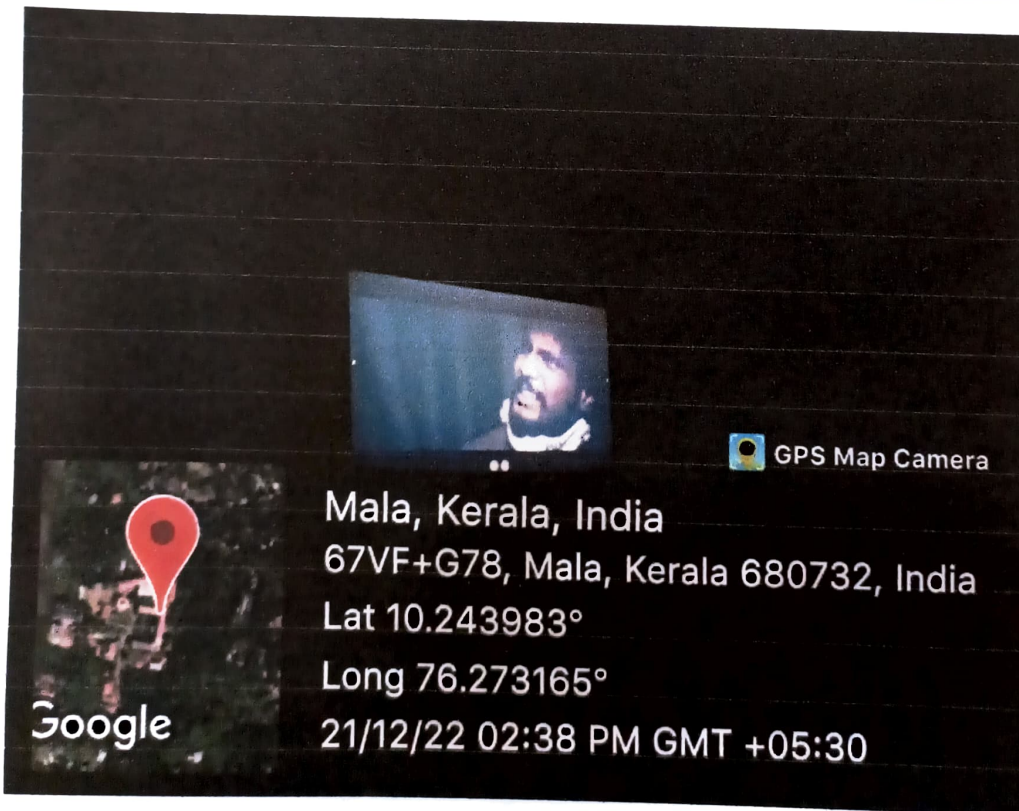 GPS Map Camera
Mala, Kerala, India
67VF+G78, Mala, Kerala 680732, India
Lat 10.243983°
Long 76.273165°
21/12/22 02:38 PM GMT +05:30
Google